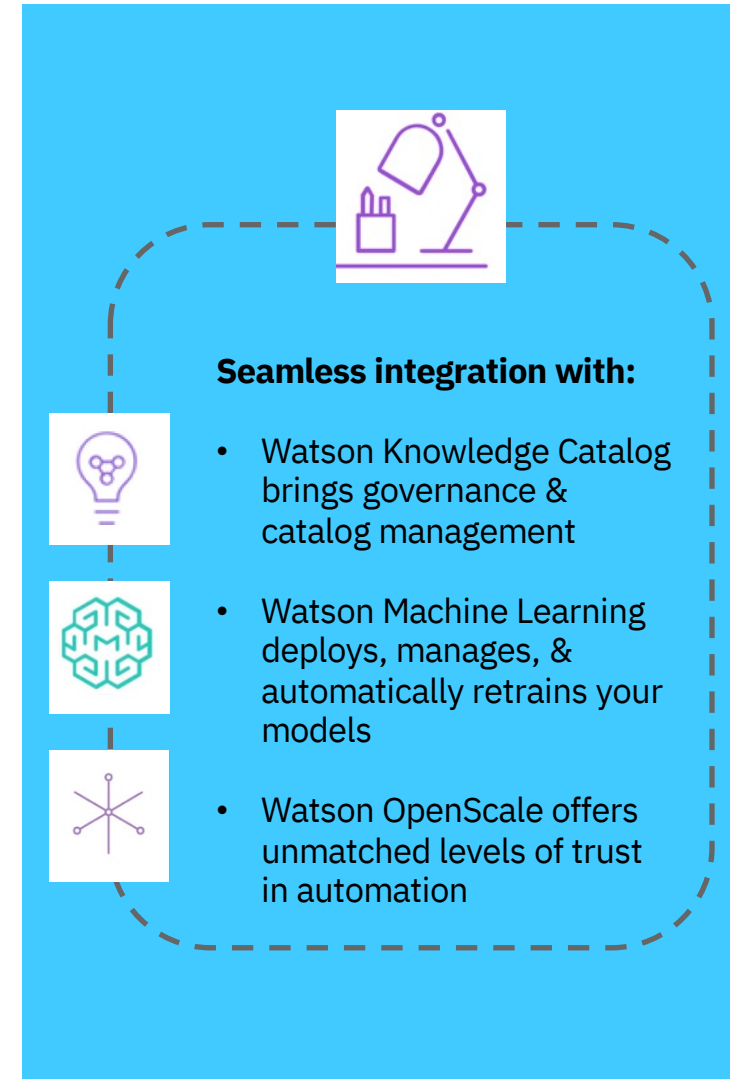 Seamless integration with:
• Watson Knowledge Catalog
brings governance &
catalog management
• Watson Machine Learning
deploys, manages, &
automatically retrains your
models
• Watson OpenScale offers
unmatched levels of trust
in automation